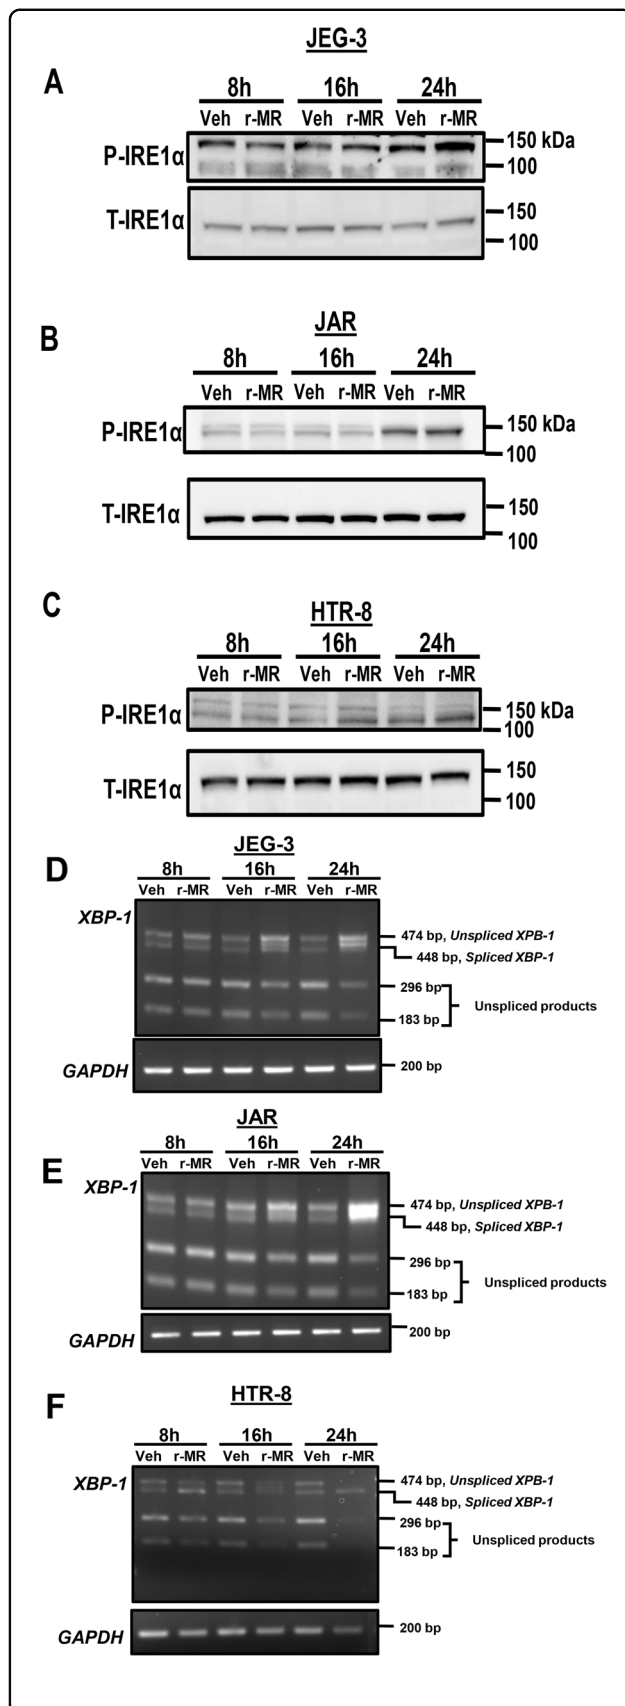 JEG-3
A
8h 16h 24h
Veh r-MR Veh r-MR Veh r-MR
P-IRE1α
150 kDa
100
T-IRE1α
150
100
JAR
B
8h 16h 24h
Veh r-MR Veh r-MR Veh r-MR
P-IRE1α
150 kDa
100
T-IRE1α
150
100
C
HTR-8
8h 16h 24h
Veh r-MR Veh r-MR Veh r-MR
P-IRE1α
150 kDa
100
T-IRE1α
150
100
JEG-3
D
8h 16h 24h
Veh r-MR Veh r-MR Veh r-MR
XBP-1
474 bp, Unspliced XPB-1
448 bp, Spliced XBP-1
296 bp
Unspliced products
183 bp
GAPDH
200 bp
JAR
E
8h 16h 24h
Veh r-MR Veh r-MR Veh r-MR
XBP-1
474 bp, Unspliced XPB-1
448 bp, Spliced XBP-1
296 bp
Unspliced products
183 bp
GAPDH
200 bp
F
HTR-8
8h 16h 24h
Veh r-MR Veh r-MR Veh r-MR
XBP-1
474 bp, Unspliced XPB-1
448 bp, Spliced XBP-1
296 bp
Unspliced products
183 bp
GAPDH
200 bp